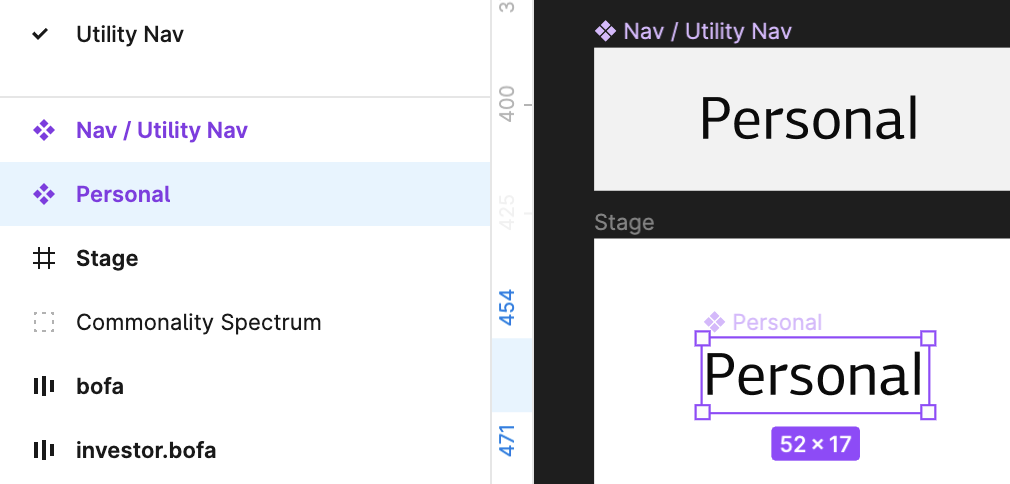 Utility Nav
Nav / Utility Nav
Personal
Stage
Commonality Spectrum
bofa
investor.bofa
3
400
425
454
471
Nav / Utility Nav
Personal
Stage
Personal
Personal
52 × 17